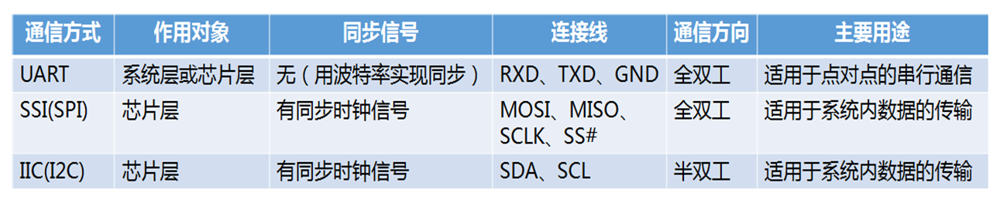 通信方式 作用对象 同步信号 连接线 通信方向 主要用途
UART 系统层或芯片层 无（用波特率实现同步） RXD、TXD、GND 全双工 适用于点对点的串行通信
SSI(SPI) 芯片层 有同步时钟信号 MOSI、MISO、 全双工 适用于系统内数据的传输
SCLK、SS#
IIC(I2C) 芯片层 有同步时钟信号 SDA、SCL 半双工 适用于系统内数据的传输